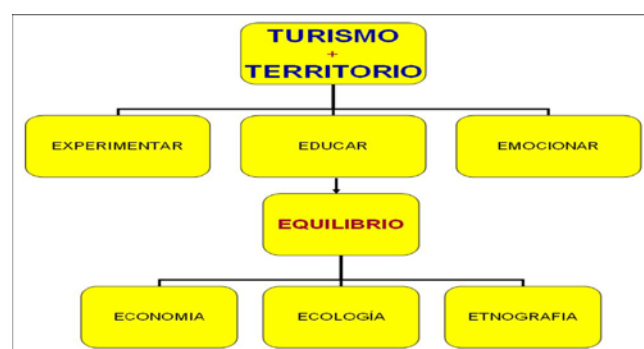 TURISMO
+
TERRITORIO
EXPERIMENTAR
EDUCAR
EMOCIONAR
EQUILIBRIO
ECONOMIA
ECOLOGÍA
ETNOGRAFIA